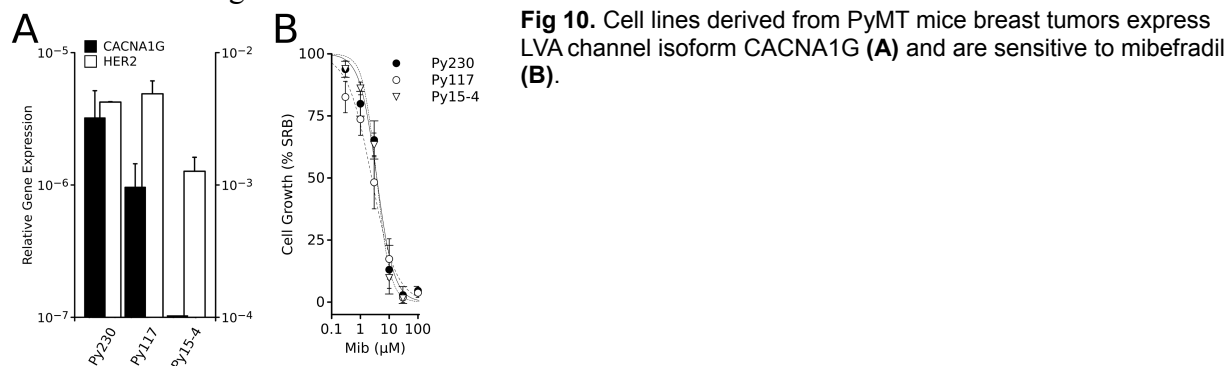 A
CACNA1G
HER2
10⁻⁵
10⁻⁶
10⁻⁷
10⁻²
10⁻³
10⁻⁴
Relative Gene Expression
Py230
Py117
Py15-4
B
Py230
Py117
Py15-4
100
75
50
25
0
Cell Growth (% SRB)
0.1 1 10 100
Mib (μM)
Fig 10. Cell lines derived from PyMT mice breast tumors express
LVA channel isoform CACNA1G (A) and are sensitive to mibefradil
(B).